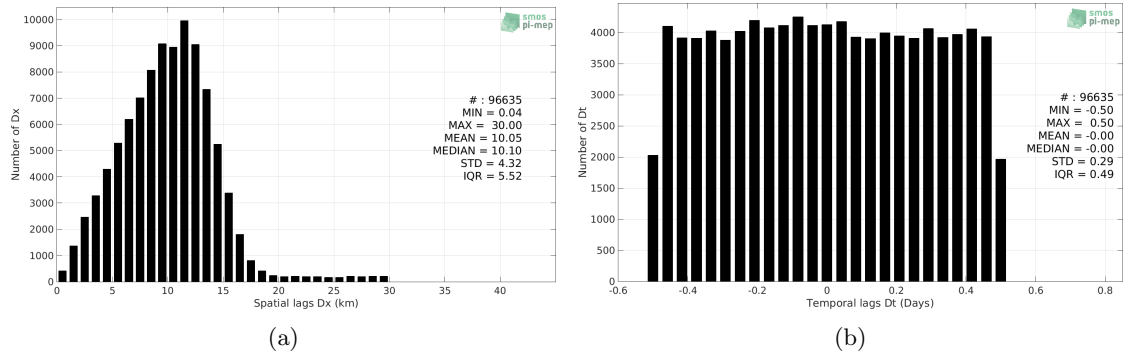 10000
9000
8000
7000
6000
5000
4000
3000
2000
1000
0
Number of Dx
0 5 10 15 20 25 30 35 40
Spatial lags Dx (km)
smos
pi-mep
# : 96635
MIN = 0.04
MAX = 30.00
MEAN = 10.05
MEDIAN = 10.10
STD = 4.32
IQR = 5.52
(a)
4000
3500
3000
2500
2000
1500
1000
500
0
Number of Dt
-0.6 -0.4 -0.2 0 0.2 0.4 0.6 0.8
Temporal lags Dt (Days)
smos
pi-mep
# : 96635
MIN = -0.50
MAX = 0.50
MEAN = -0.00
MEDIAN = -0.00
STD = 0.29
IQR = 0.49
(b)